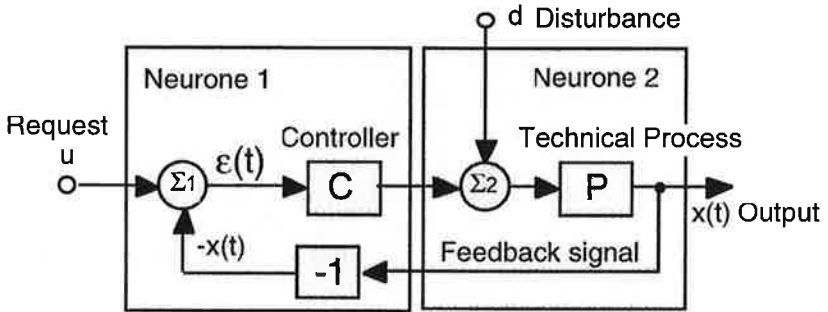 d Disturbance
Neurone 1
Neurone 2
Request
u
Controller
Technical Process
Σ1
ε(t)
C
Σ2
P
x(t) Output
-x(t)
-1
Feedback signal